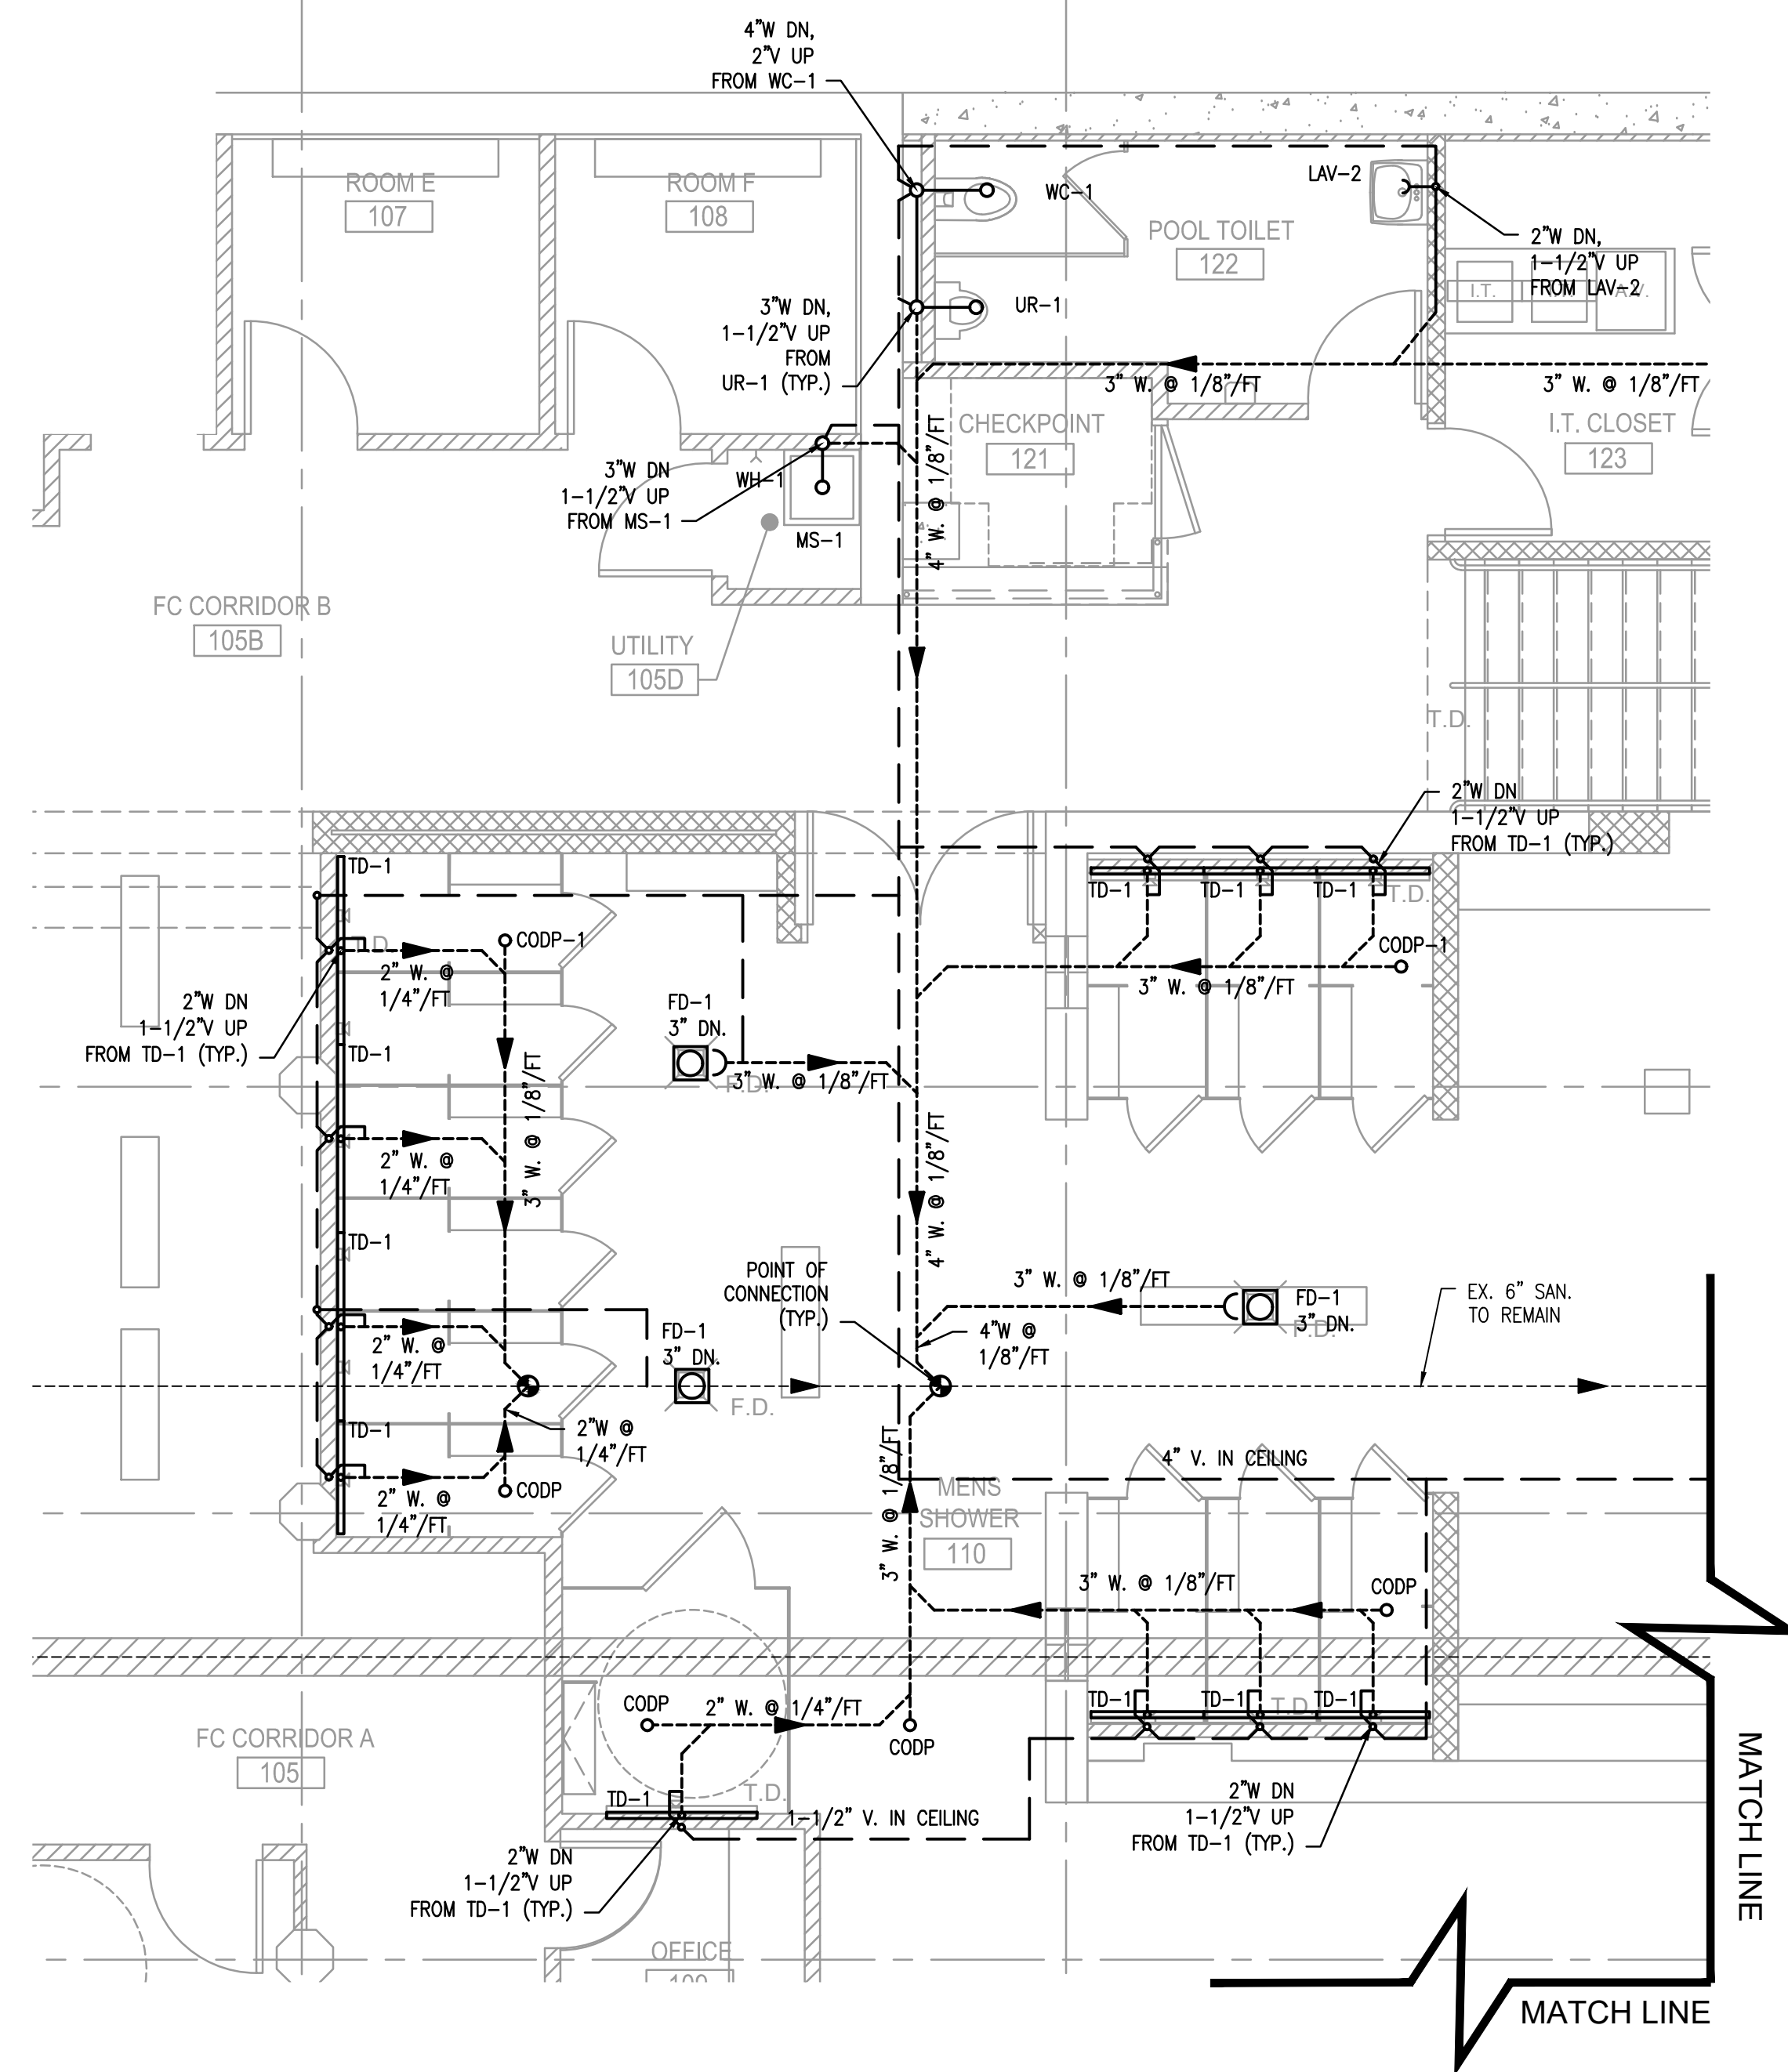 4"W DN,
2"V UP
FROM WC-1
ROOM E
107
ROOM F
108
WC-1
LAV-2
POOL TOILET
122
2"W DN,
1-1/2"V UP
FROM LAV-2
I.T.
UR-1
3"W DN,
1-1/2"V UP
FROM
UR-1 (TYP.)
3" W. @ 1/8"/FT
3" W. @ 1/8"/FT
CHECKPOINT
121
I.T. CLOSET
123
4" W. @ 1/8"/FT
3"W DN
1-1/2"V UP
FROM MS-1
WH-1
MS-1
FC CORRIDOR B
105B
UTILITY
105D
T.D.
2"W DN
1-1/2"V UP
FROM TD-1 (TYP.)
TD-1
TD-1
TD-1
TD-1
T.D.
CODP-1
CODP-1
T.D.
2" W. @
1/4"/FT
3" W. @ 1/8"/FT
2"W DN
1-1/2"V UP
FROM TD-1 (TYP.)
FD-1
3" DN.
3" W. @ 1/8"/FT
F.D.
TD-1
3" W. @ 1/8"/FT
4" W. @ 1/8"/FT
2" W. @
1/4"/FT
TD-1
POINT OF
CONNECTION
(TYP.)
3" W. @ 1/8"/FT
FD-1
3" DN.
F.D.
EX. 6" SAN.
TO REMAIN
4"W @
1/8"/FT
2" W. @
1/4"/FT
FD-1
3" DN.
F.D.
TD-1
2"W @
1/4"/FT
2" W. @
1/4"/FT
CODP
3" W. @ 1/8"/FT
4" V. IN CEILING
MENS
SHOWER
110
3" W. @ 1/8"/FT
CODP
TD-1
TD-1
TD-1
T.D.
CODP
2" W. @ 1/4"/FT
CODP
FC CORRIDOR A
105
TD-1
T.D.
1-1/2" V. IN CEILING
2"W DN
1-1/2"V UP
FROM TD-1 (TYP.)
2"W DN
1-1/2"V UP
FROM TD-1 (TYP.)
OFFICE
MATCH LINE
MATCH LINE